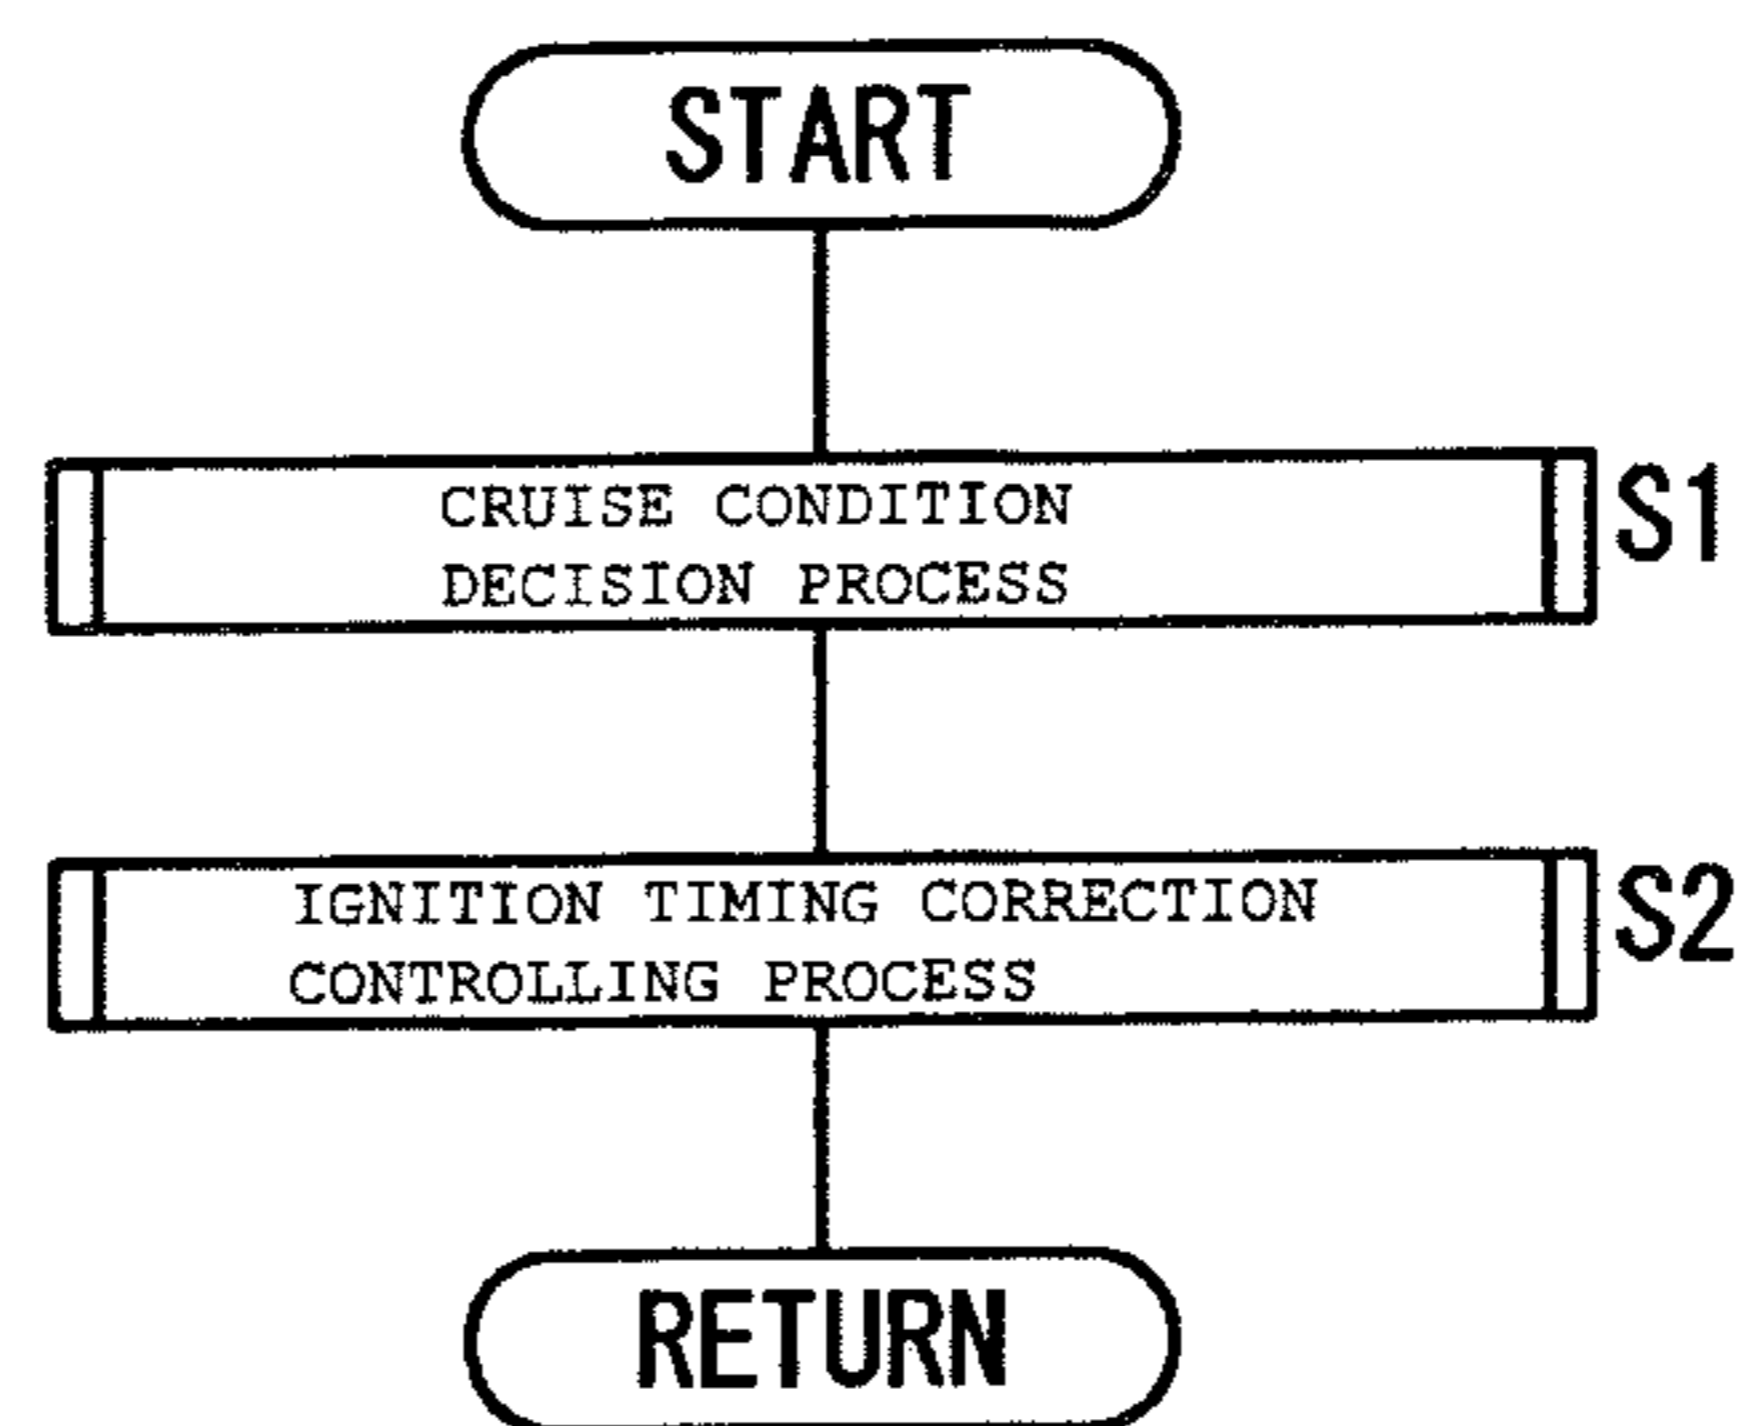 START
CRUISE CONDITION
DECISION PROCESS
S1
IGNITION TIMING CORRECTION
CONTROLLING PROCESS
S2
RETURN